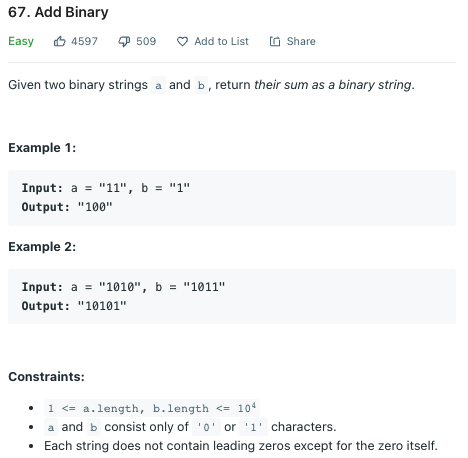 67. Add Binary
Easy 4597 509 Add to List Share
Given two binary strings a and b, return their sum as a binary string.
Example 1:
Input: a = "11", b = "1"
Output: "100"
Example 2:
Input: a = "1010", b = "1011"
Output: "10101"
Constraints:
• 1 <= a.length, b.length <= 10⁴
• a and b consist only of '0' or '1' characters.
• Each string does not contain leading zeros except for the zero itself.